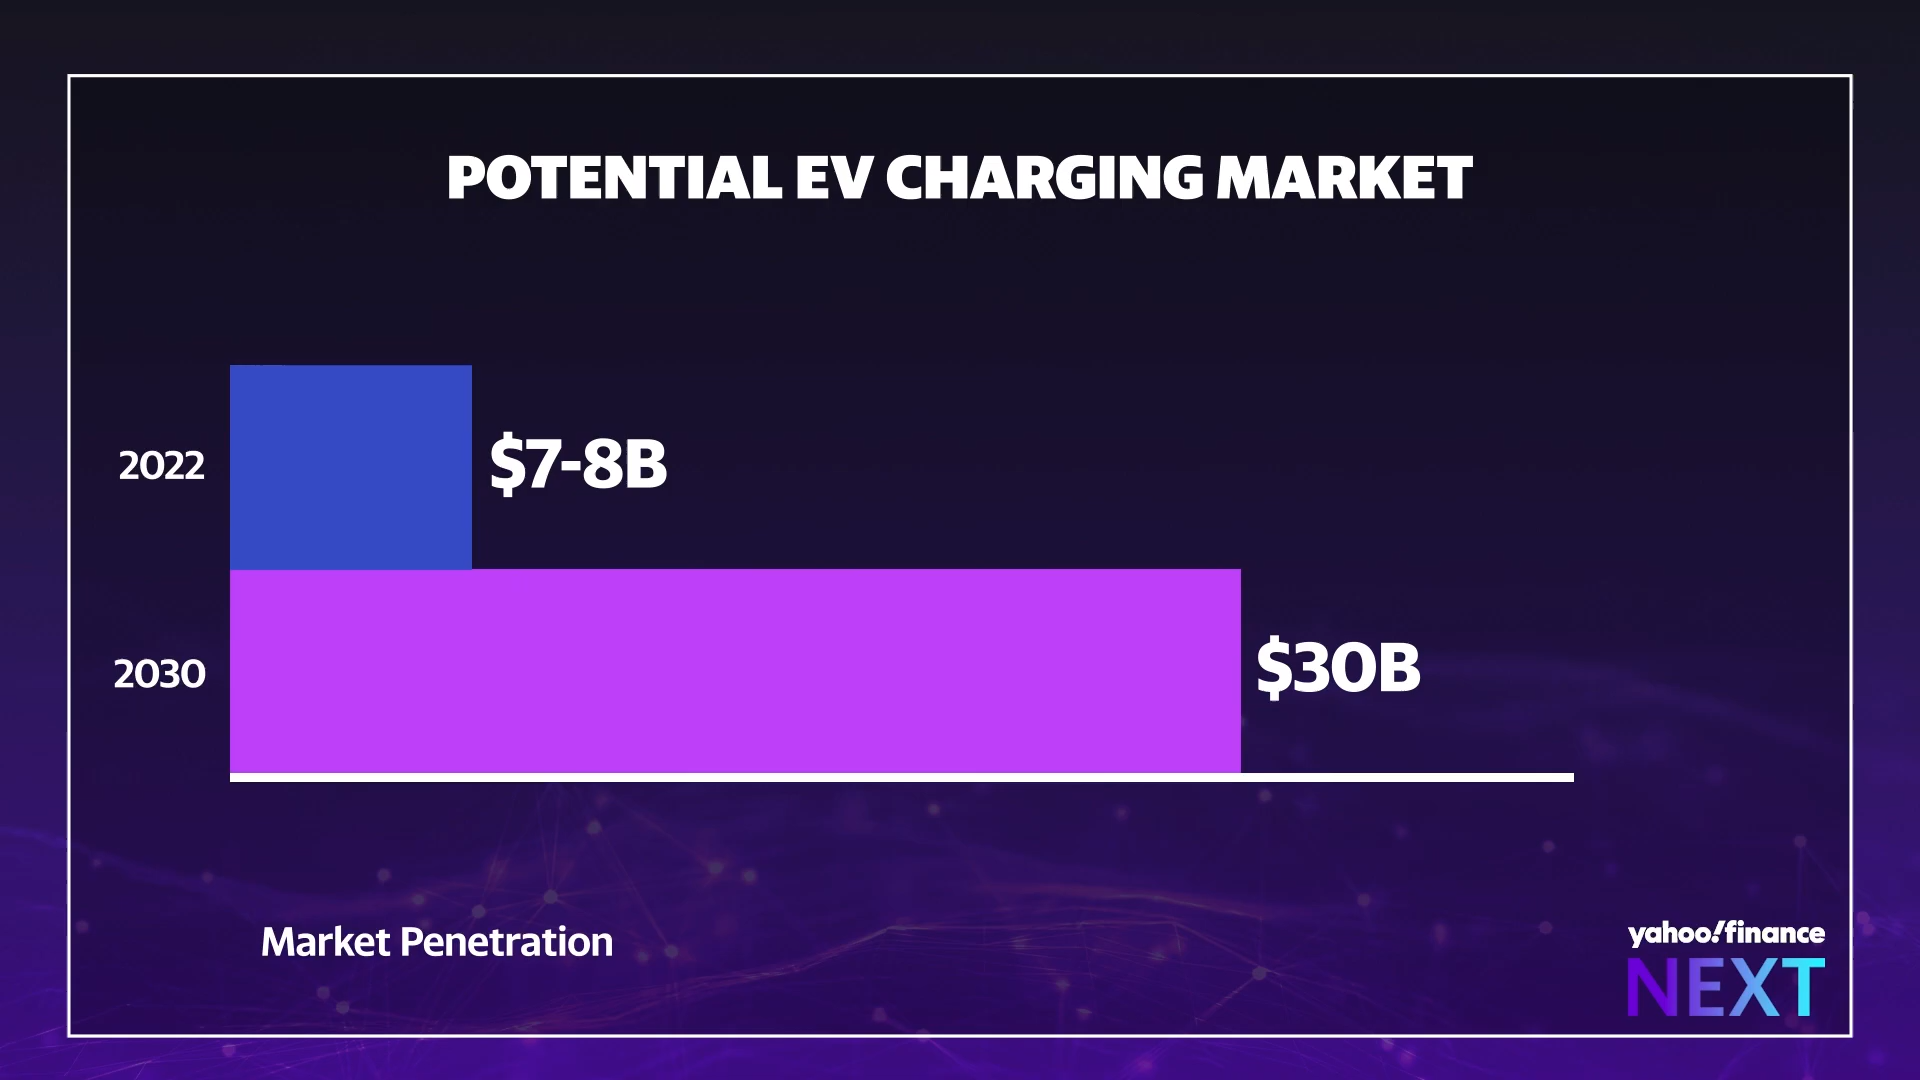 POTENTIAL EV CHARGING MARKET
2022
$7-8B
2030
$30B
Market Penetration
yahoo!finance
NEXT